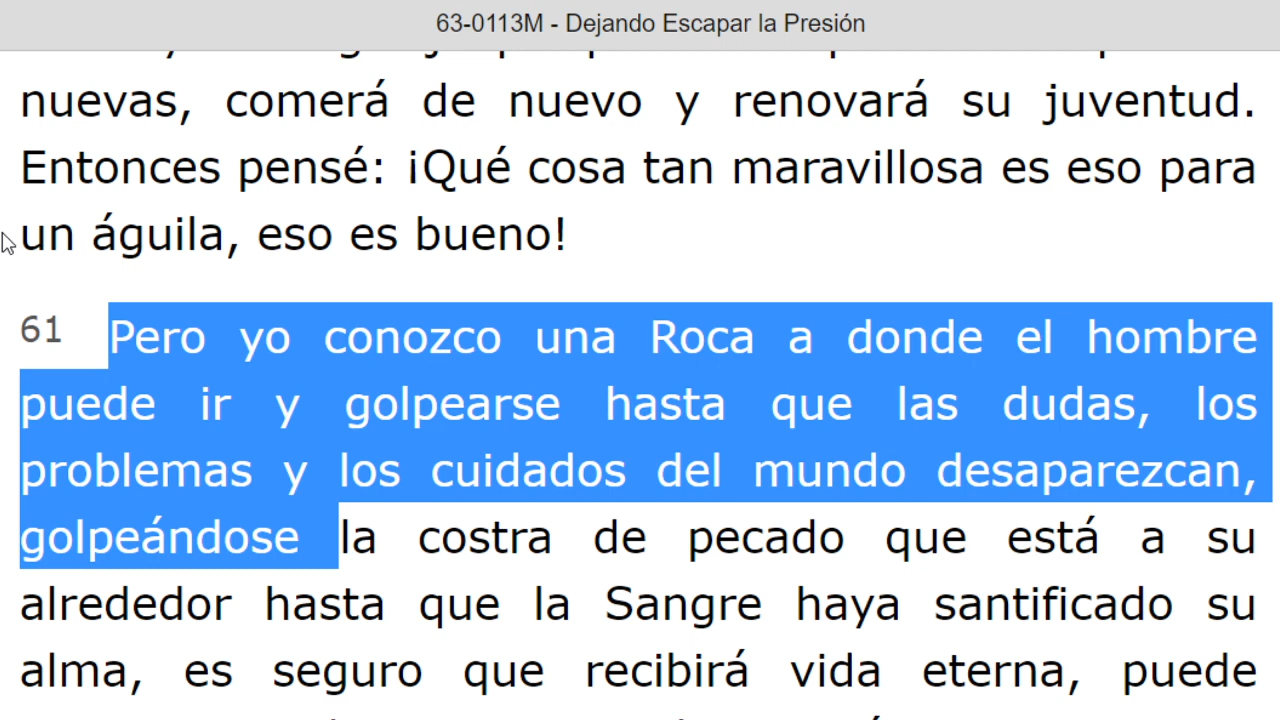 63-0113M - Dejando Escapar la Presión
nuevas, comerá de nuevo y renovará su juventud.
Entonces pensé: ¡Qué cosa tan maravillosa es eso para
un águila, eso es bueno!
61 Pero yo conozco una Roca a donde el hombre
puede ir y golpearse hasta que las dudas, los
problemas y los cuidados del mundo desaparezcan,
golpeándose la costra de pecado que está a su
alrededor hasta que la Sangre haya santificado su
alma, es seguro que recibirá vida eterna, puede